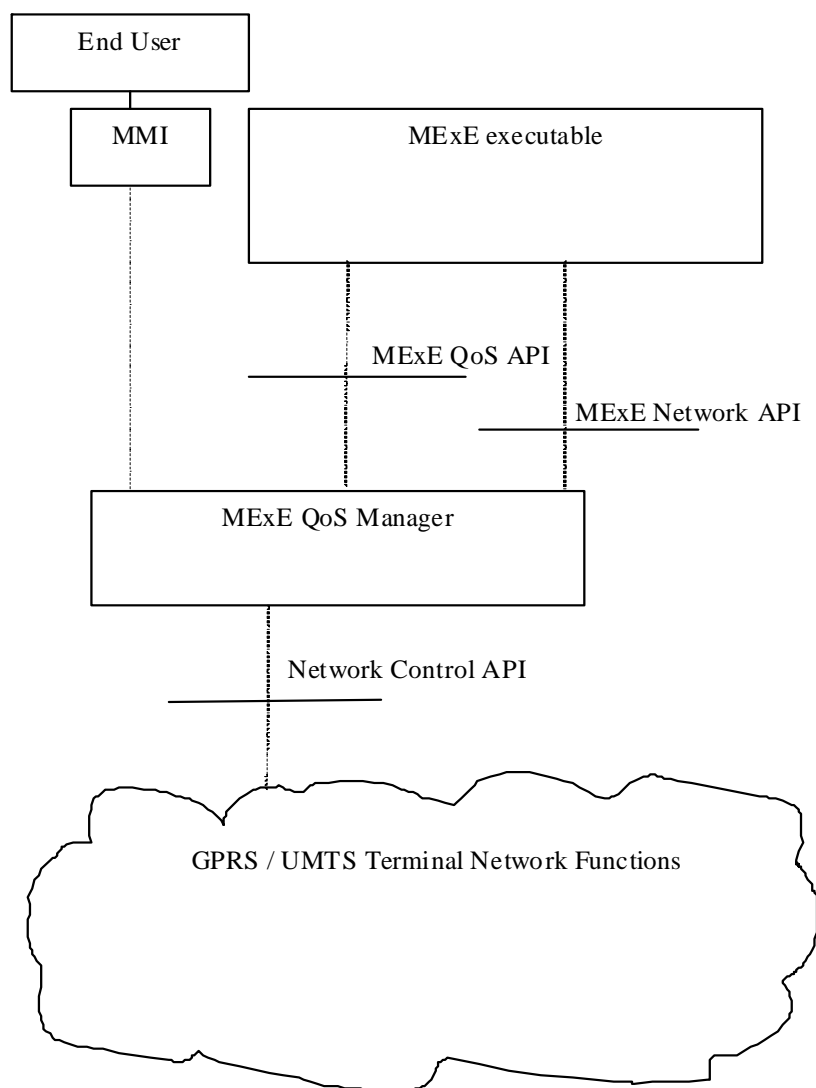 End User
MMI
MExE executable
MExE QoS API
MExE Network API
MExE QoS Manager
Network Control API
GPRS / UMTS Terminal Network Functions